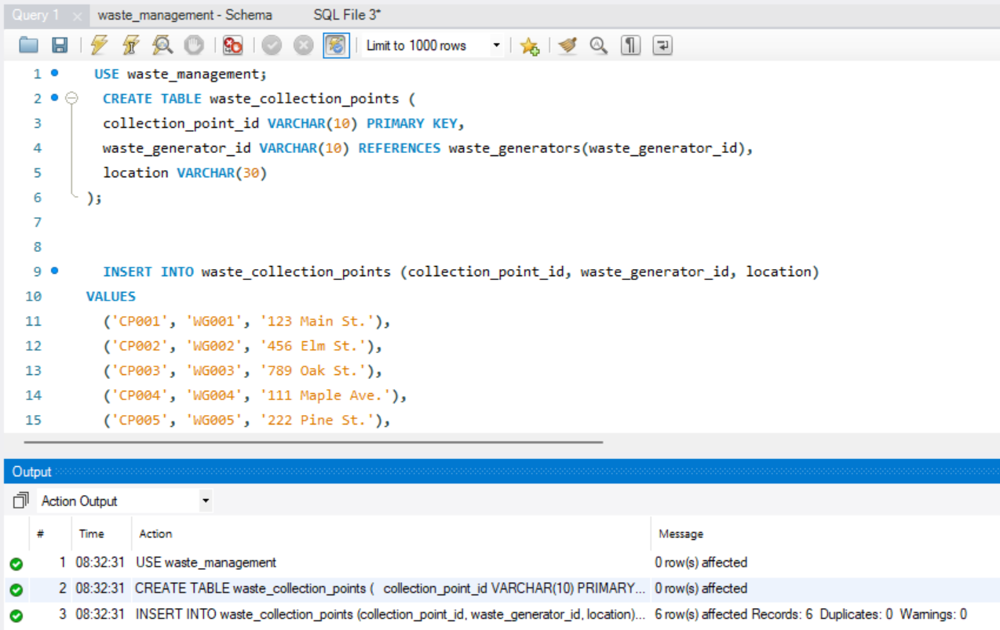 Query 1 × waste_management - Schema SQL File 3*
Limit to 1000 rows
1 USE waste_management;
2 CREATE TABLE waste_collection_points (
3 collection_point_id VARCHAR(10) PRIMARY KEY,
4 waste_generator_id VARCHAR(10) REFERENCES waste_generators(waste_generator_id),
5 location VARCHAR(30)
6 );
7
8
9 INSERT INTO waste_collection_points (collection_point_id, waste_generator_id, location)
10 VALUES
11 ('CP001', 'WG001', '123 Main St.'),
12 ('CP002', 'WG002', '456 Elm St.'),
13 ('CP003', 'WG003', '789 Oak St.'),
14 ('CP004', 'WG004', '111 Maple Ave.'),
15 ('CP005', 'WG005', '222 Pine St.'),
Output
Action Output
# Time Action Message
1 08:32:31 USE waste_management 0 row(s) affected
2 08:32:31 CREATE TABLE waste_collection_points ( collection_point_id VARCHAR(10) PRIMARY... 0 row(s) affected
3 08:32:31 INSERT INTO waste_collection_points (collection_point_id, waste_generator_id, location)... 6 row(s) affected Records: 6 Duplicates: 0 Warnings: 0